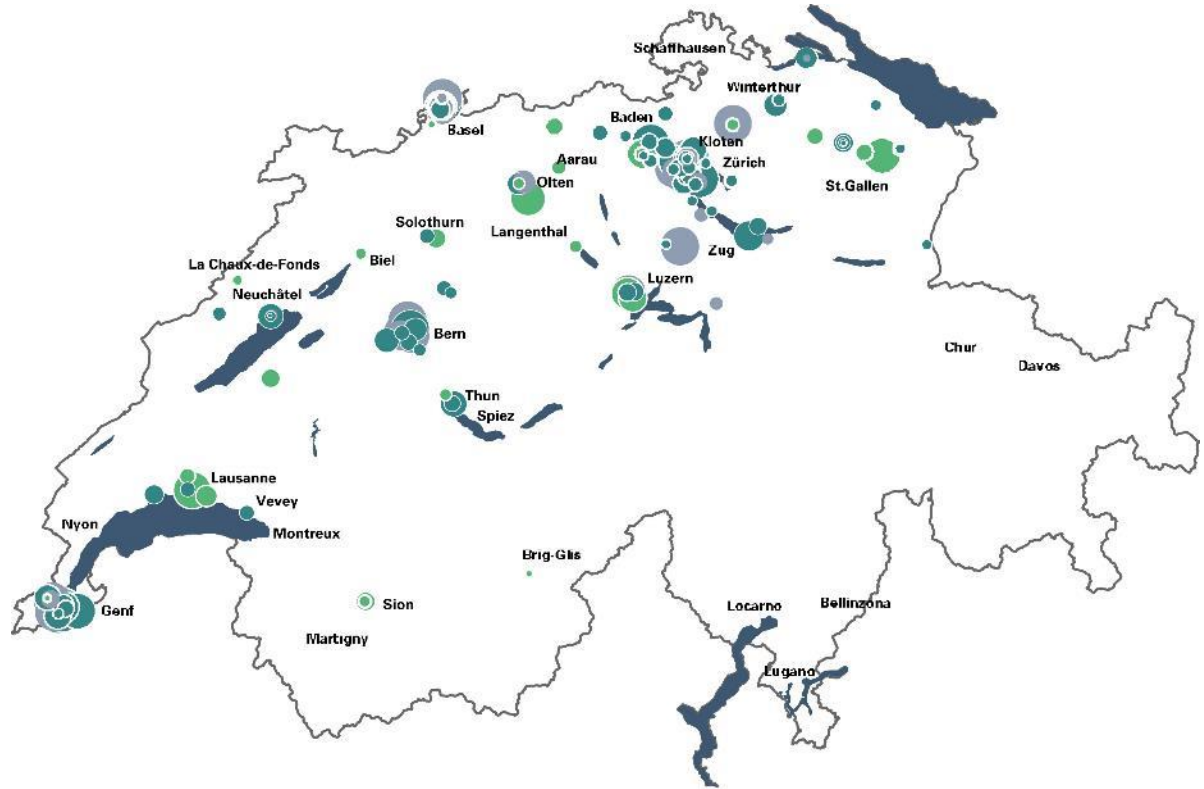 Schaffhausen
Winterthur
Baden
Basel
Kloten
Aarau
Zürich
Olten
St.Gallen
Solothurn
Langenthal
Biel
Zug
La Chaux-de-Fonds
Luzern
Neuchâtel
Bern
Chur
Davos
Thun
Spiez
Lausanne
Vevey
Nyon
Montreux
Brig-Glis
Genf
Sion
Locarno
Bellinzona
Martigny
Lugano